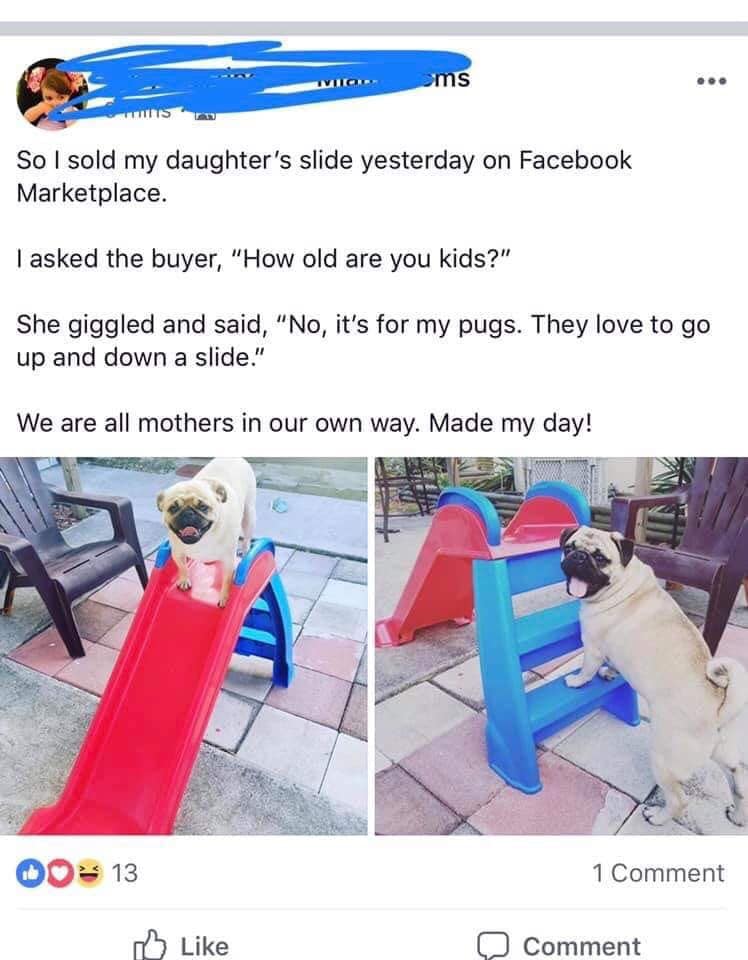 ms
mins
So I sold my daughter's slide yesterday on Facebook
Marketplace.
I asked the buyer, "How old are you kids?"
She giggled and said, "No, it's for my pugs. They love to go
up and down a slide."
We are all mothers in our own way. Made my day!
13
1 Comment
Like
Comment